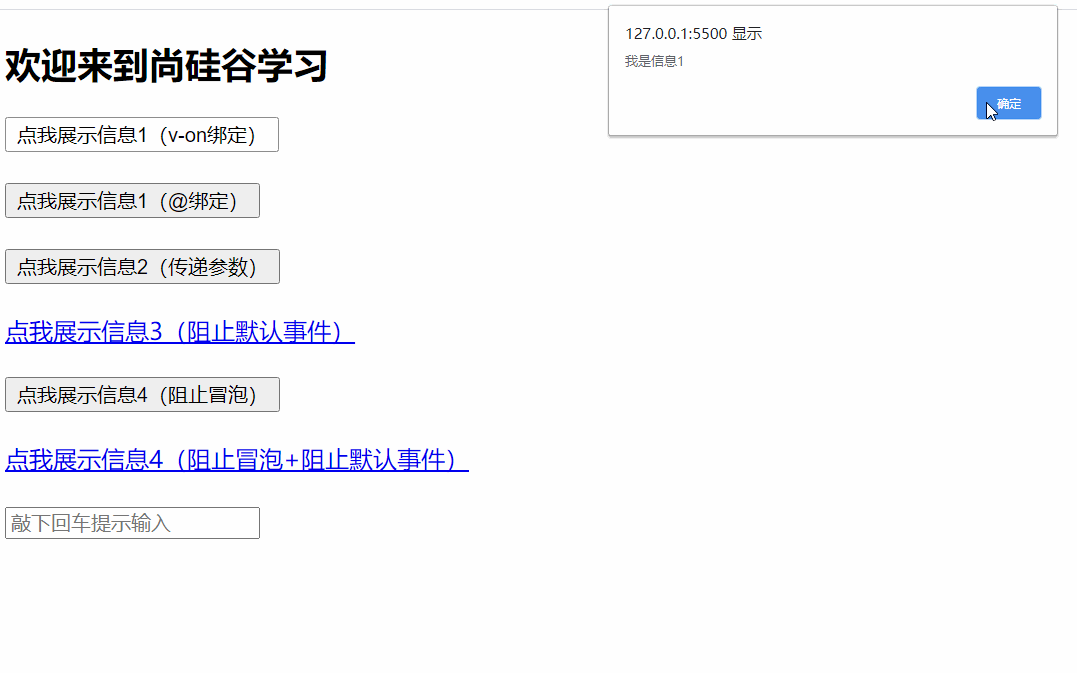 127.0.0.1:5500 显示
我是信息1
确定
欢迎来到尚硅谷学习
点我展示信息1（v-on绑定）
点我展示信息1（@绑定）
点我展示信息2（传递参数）
点我展示信息3（阻止默认事件）
点我展示信息4（阻止冒泡）
点我展示信息4（阻止冒泡+阻止默认事件）
敲下回车提示输入